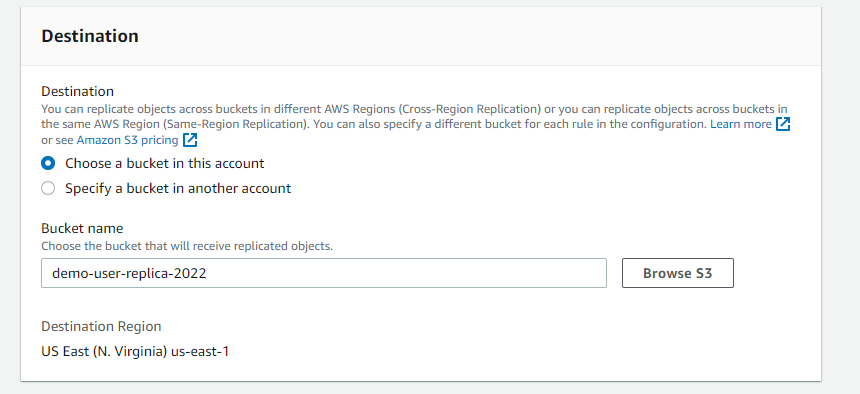 Destination
Destination
You can replicate objects across buckets in different AWS Regions (Cross-Region Replication) or you can replicate objects across buckets in
the same AWS Region (Same-Region Replication). You can also specify a different bucket for each rule in the configuration. Learn more
or see Amazon S3 pricing
Choose a bucket in this account
Specify a bucket in another account
Bucket name
Choose the bucket that will receive replicated objects.
demo-user-replica-2022
Browse S3
Destination Region
US East (N. Virginia) us-east-1